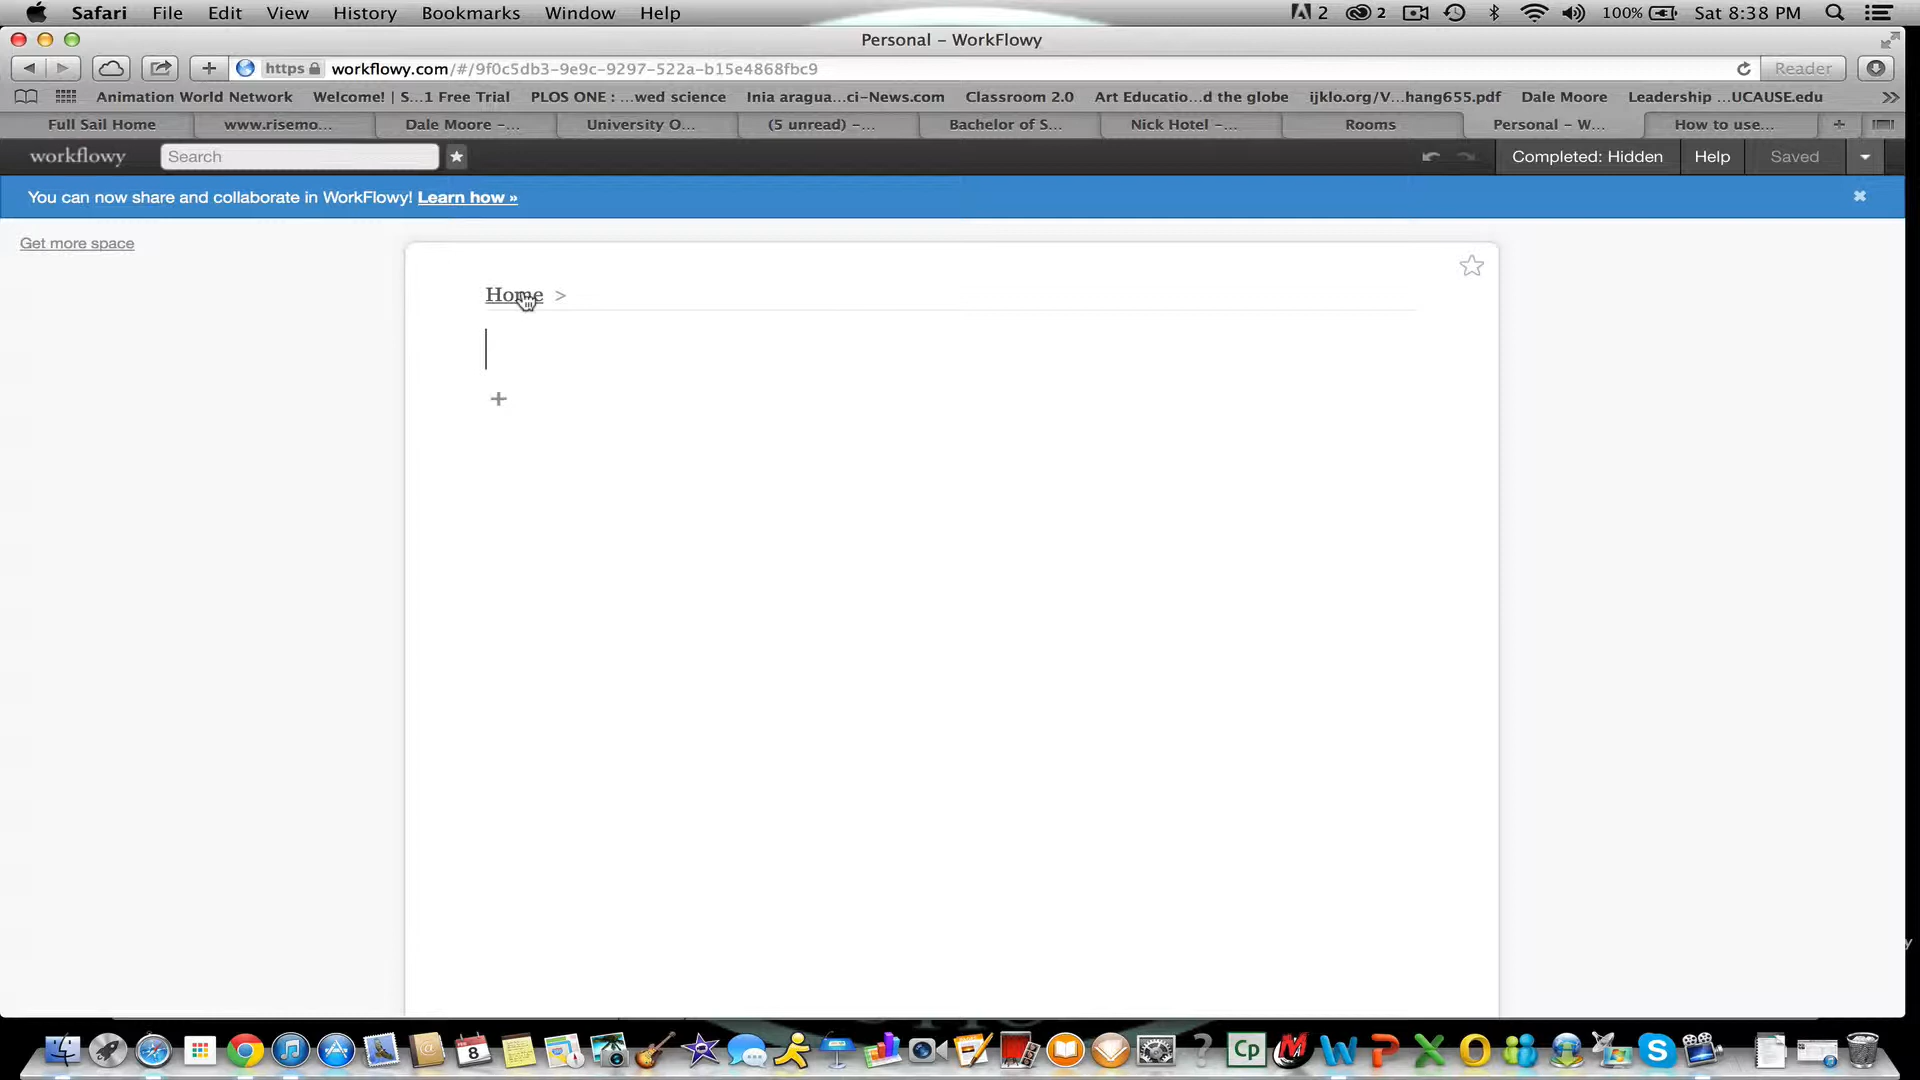 Safari File Edit View History Bookmarks Window Help 2 2 100% Sat 8:38 PM
Personal – WorkFlowy
https workflowy.com/#/9f0c5db3-9e9c-9297-522a-b15e4868fbc9 Reader
Animation World Network Welcome! | S...1 Free Trial PLOS ONE : ...wed science Inia aragua...ci-News.com Classroom 2.0 Art Educatio...d the globe ijklo.org/V...hang655.pdf Dale Moore Leadership ...UCAUSE.edu
Full Sail Home www.risemo... Dale Moore –... University O... (5 unread) –... Bachelor of S... Nick Hotel –... Rooms Personal – W... How to use...
workflowy Search Completed: Hidden Help Saved
You can now share and collaborate in WorkFlowy! Learn how »
Get more space
Home >
8 Cp W P X O S